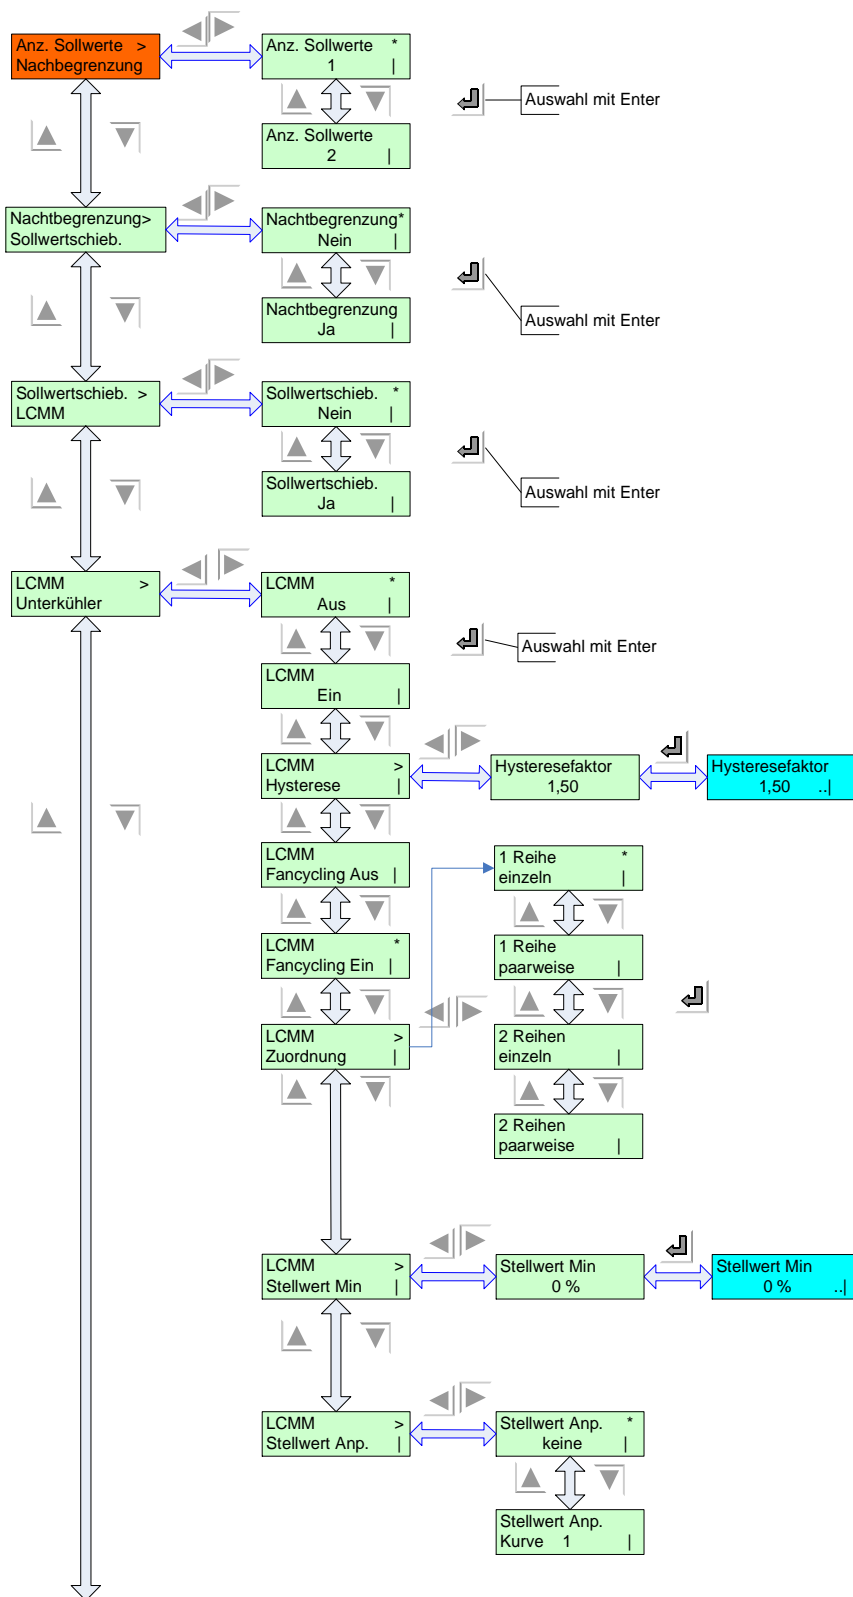 Anz. Sollwerte >
Nachbegrenzung
Anz. Sollwerte *
1 |
Auswahl mit Enter
Anz. Sollwerte
2 |
Nachtbegrenzung>
Sollwertschieb.
Nachtbegrenzung*
Nein |
Nachtbegrenzung
Ja |
Auswahl mit Enter
Sollwertschieb. >
LCMM
Sollwertschieb. *
Nein |
Sollwertschieb.
Ja |
Auswahl mit Enter
LCMM >
Unterkühler
LCMM *
Aus |
Auswahl mit Enter
LCMM
Ein |
LCMM >
Hysterese |
Hysteresefaktor
1,50
Hysteresefaktor
1,50 ..|
LCMM
Fancycling Aus |
1 Reihe *
einzeln |
LCMM *
Fancycling Ein |
1 Reihe
paarweise |
LCMM >
Zuordnung |
2 Reihen
einzeln |
2 Reihen
paarweise |
LCMM >
Stellwert Min |
Stellwert Min
0 %
Stellwert Min
0 % ..|
LCMM >
Stellwert Anp. |
Stellwert Anp. *
keine |
Stellwert Anp.
Kurve 1 |